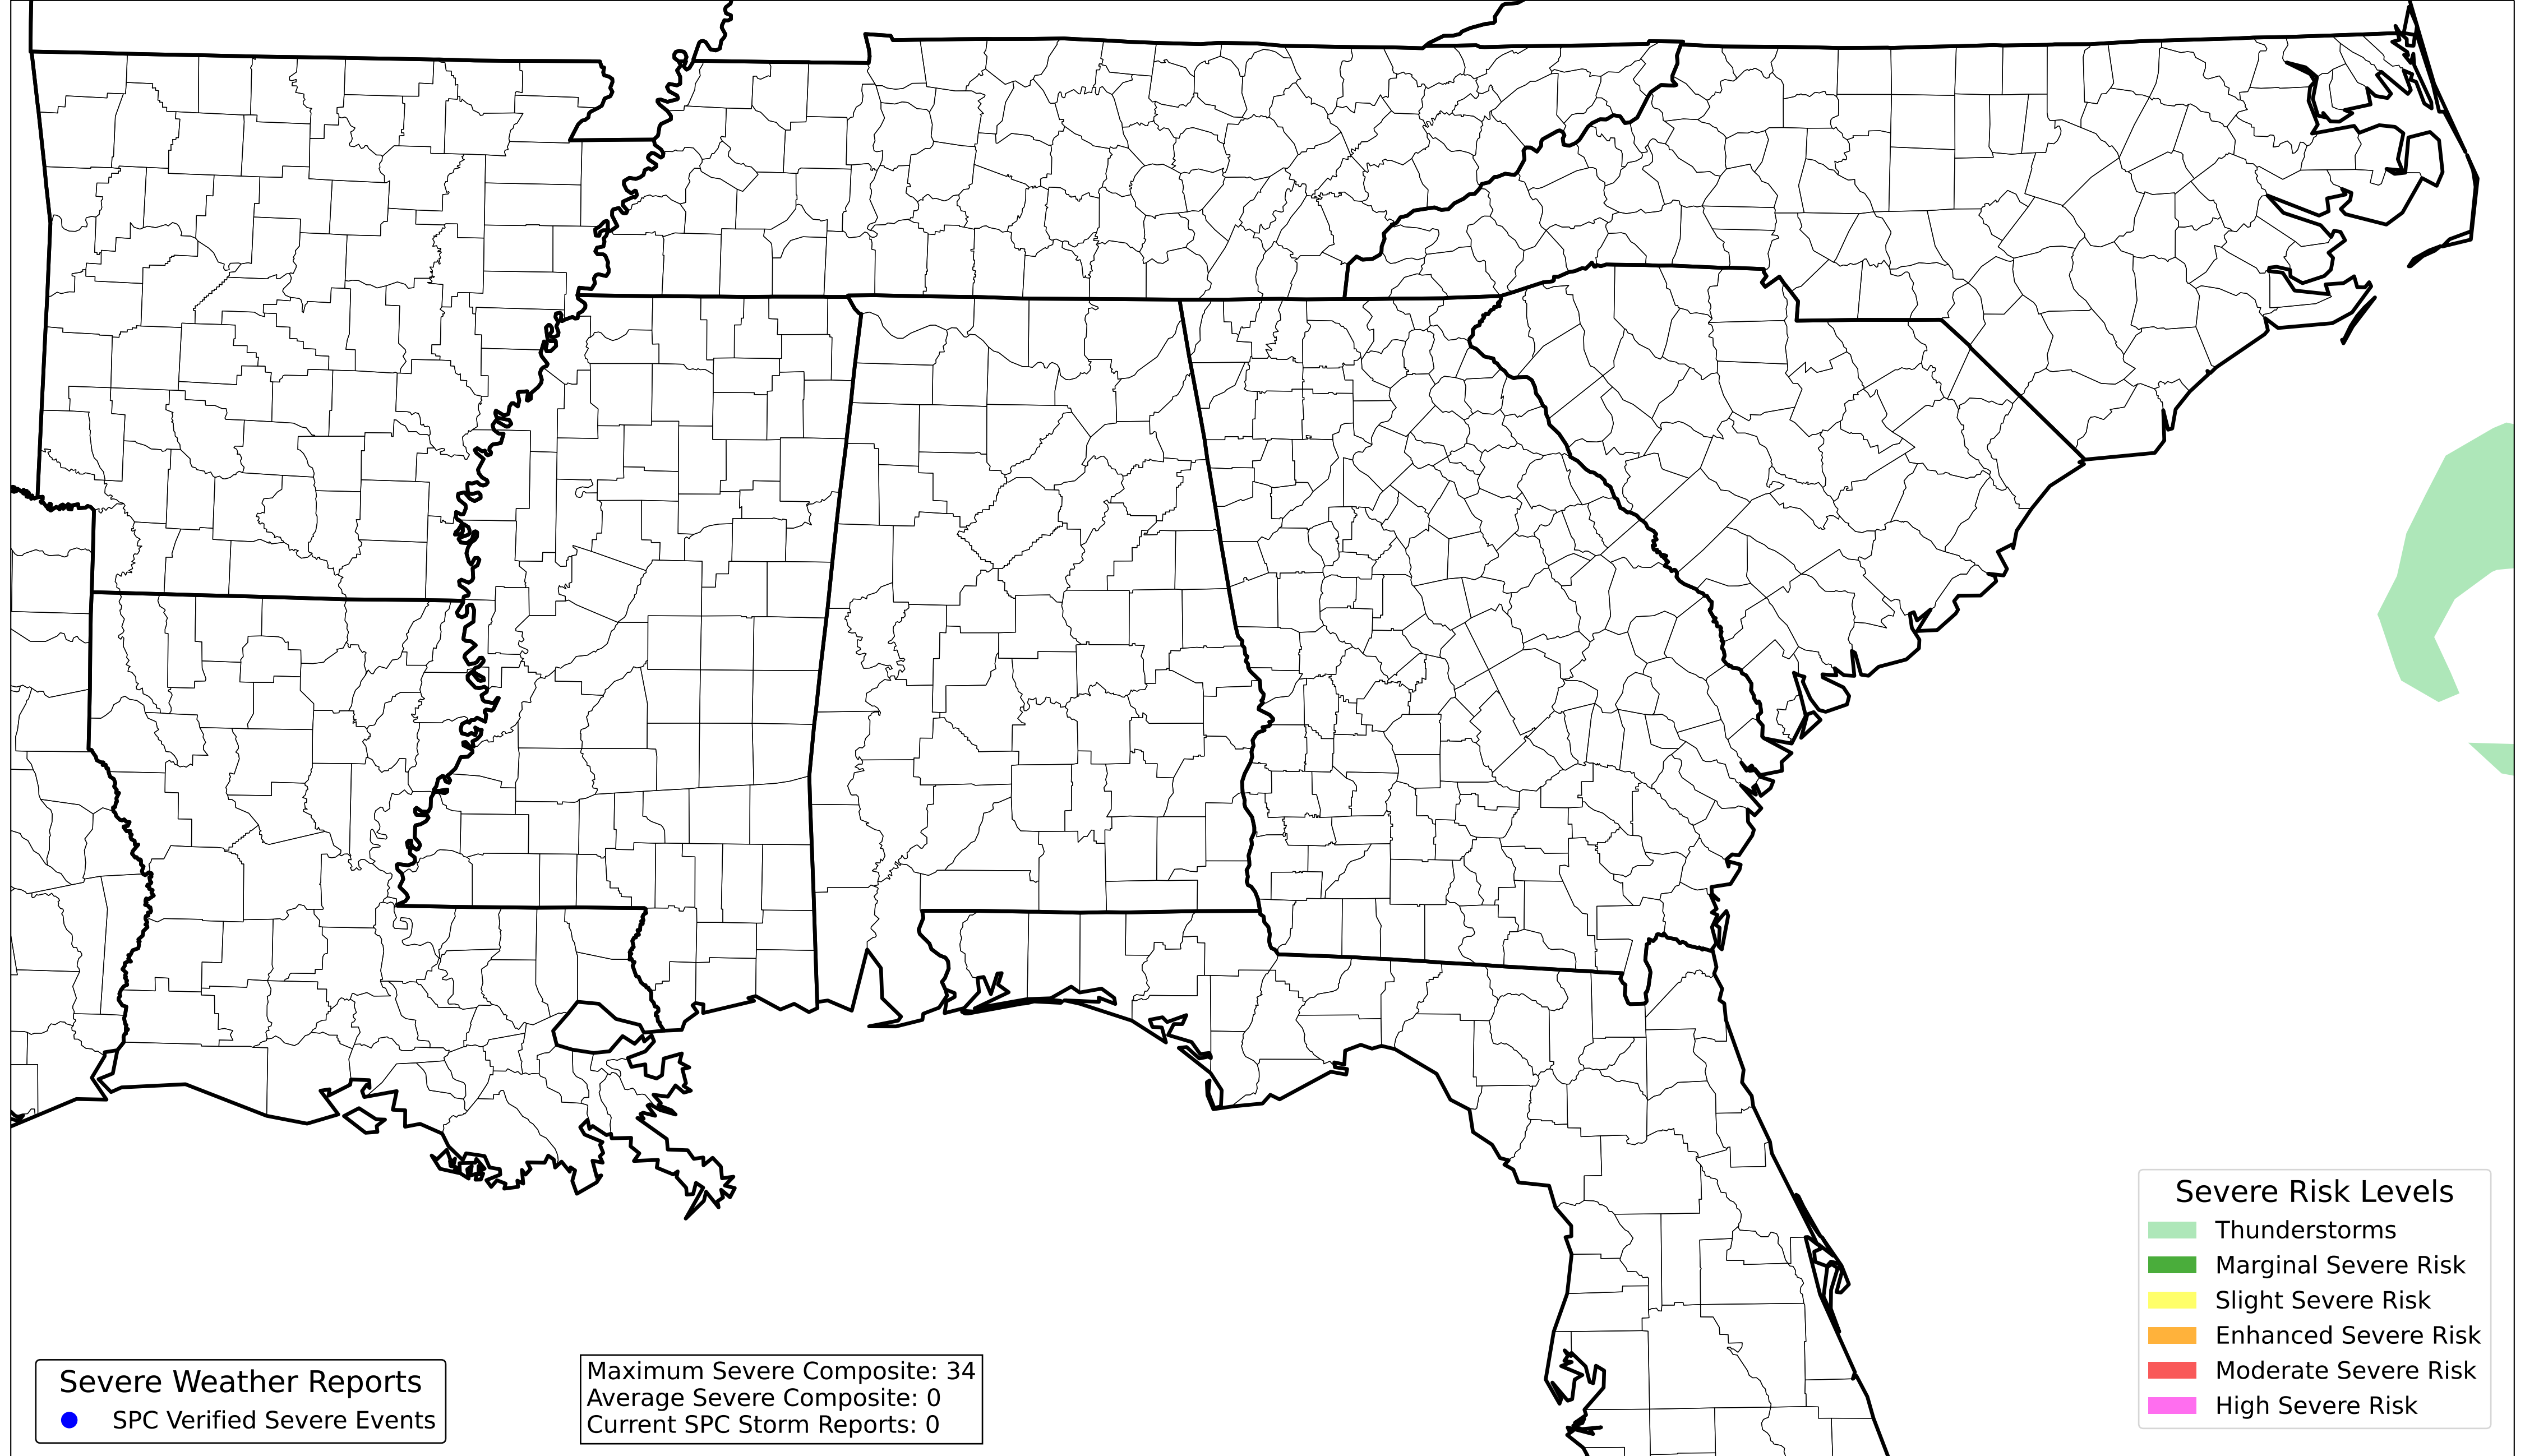 Severe Risk Levels
Thunderstorms
Marginal Severe Risk
Slight Severe Risk
Enhanced Severe Risk
Moderate Severe Risk
High Severe Risk
Severe Weather Reports
SPC Verified Severe Events
Maximum Severe Composite: 34
Average Severe Composite: 0
Current SPC Storm Reports: 0